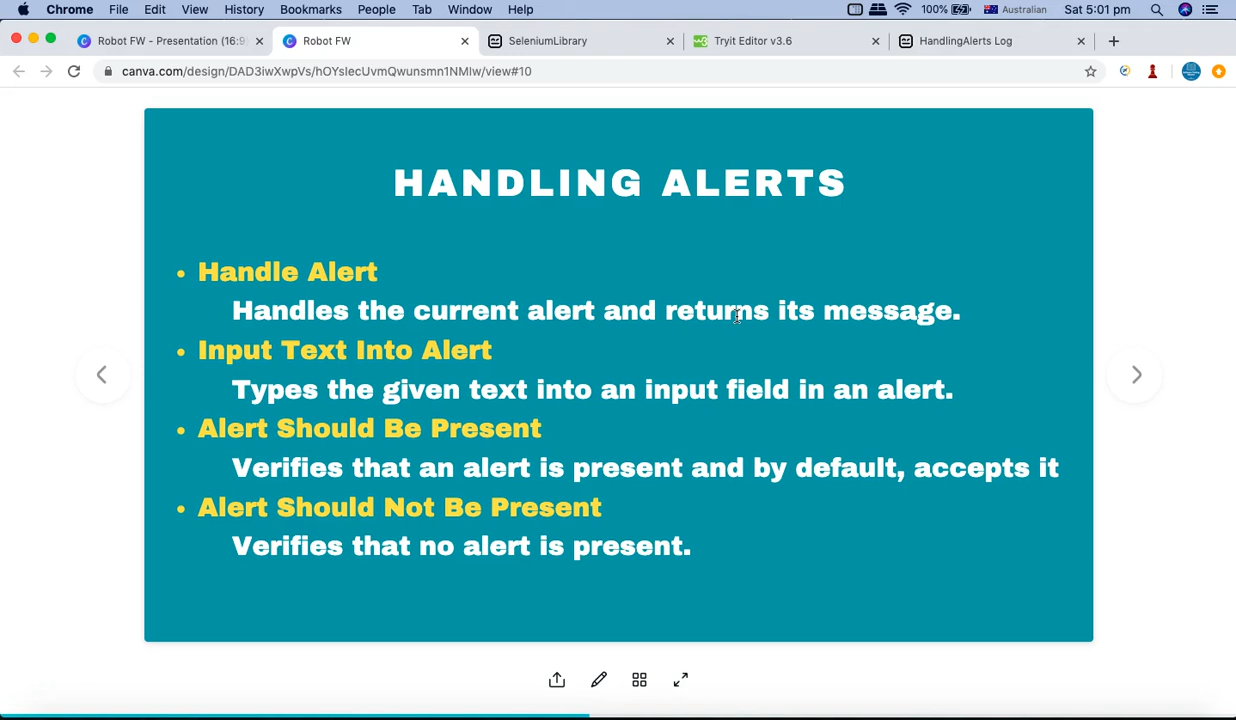 Chrome File Edit View History Bookmarks People Tab Window Help 100% Australian Sat 5:01 pm
Robot FW - Presentation (16:9 Robot FW SeleniumLibrary Tryit Editor v3.6 HandlingAlerts Log
canva.com/design/DAD3iwXwpVs/hOYsIecUvmQwunsmn1NMIw/view#10
HANDLING ALERTS
• Handle Alert
Handles the current alert and returns its message.
• Input Text Into Alert
Types the given text into an input field in an alert.
• Alert Should Be Present
Verifies that an alert is present and by default, accepts it
• Alert Should Not Be Present
Verifies that no alert is present.